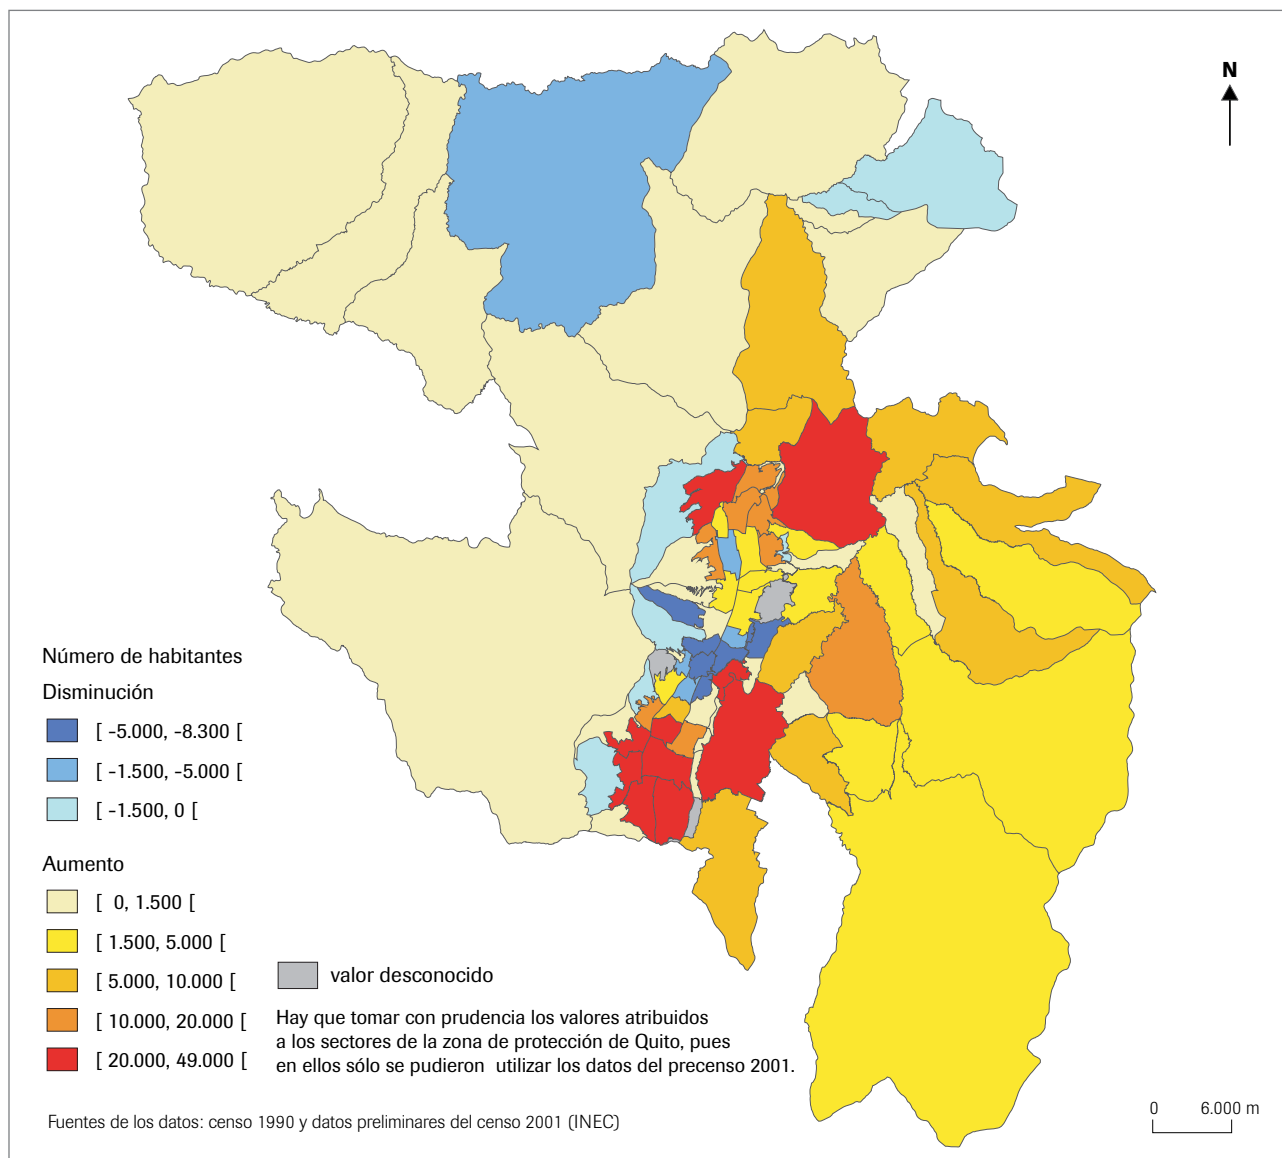 N
Número de habitantes
Disminución
[ -5.000, -8.300 [
[ -1.500, -5.000 [
[ -1.500, 0 [
Aumento
[ 0, 1.500 [
[ 1.500, 5.000 [
[ 5.000, 10.000 [
[ 10.000, 20.000 [
[ 20.000, 49.000 [
valor desconocido
Hay que tomar con prudencia los valores atribuidos
a los sectores de la zona de protección de Quito, pues
en ellos sólo se pudieron utilizar los datos del precenso 2001.
Fuentes de los datos: censo 1990 y datos preliminares del censo 2001 (INEC)
0 6.000 m